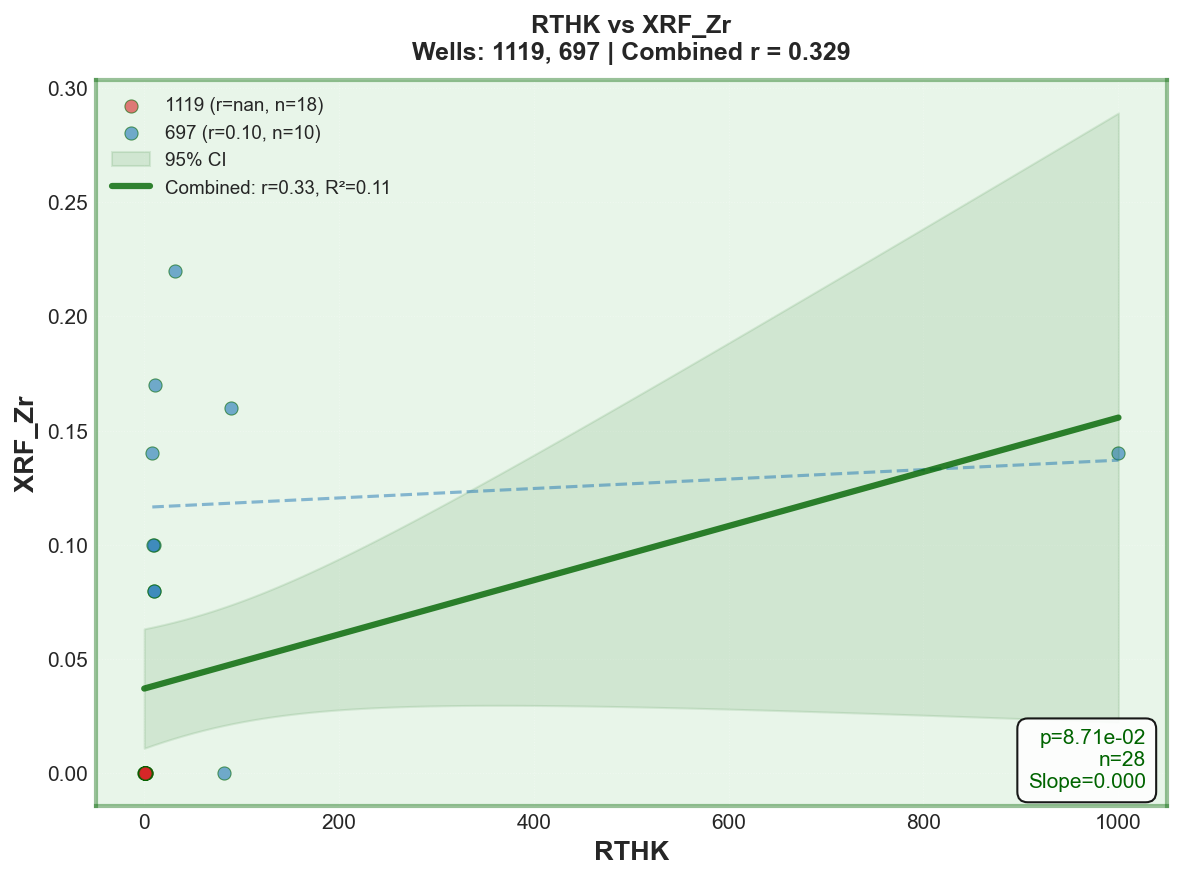 RTHK vs XRF_Zr
Wells: 1119, 697 | Combined r = 0.329
1119 (r=nan, n=18)
697 (r=0.10, n=10)
95% CI
Combined: r=0.33, R²=0.11
XRF_Zr
0.30
0.25
0.20
0.15
0.10
0.05
0.00
p=8.71e-02
n=28
Slope=0.000
0
200
400
600
800
1000
RTHK